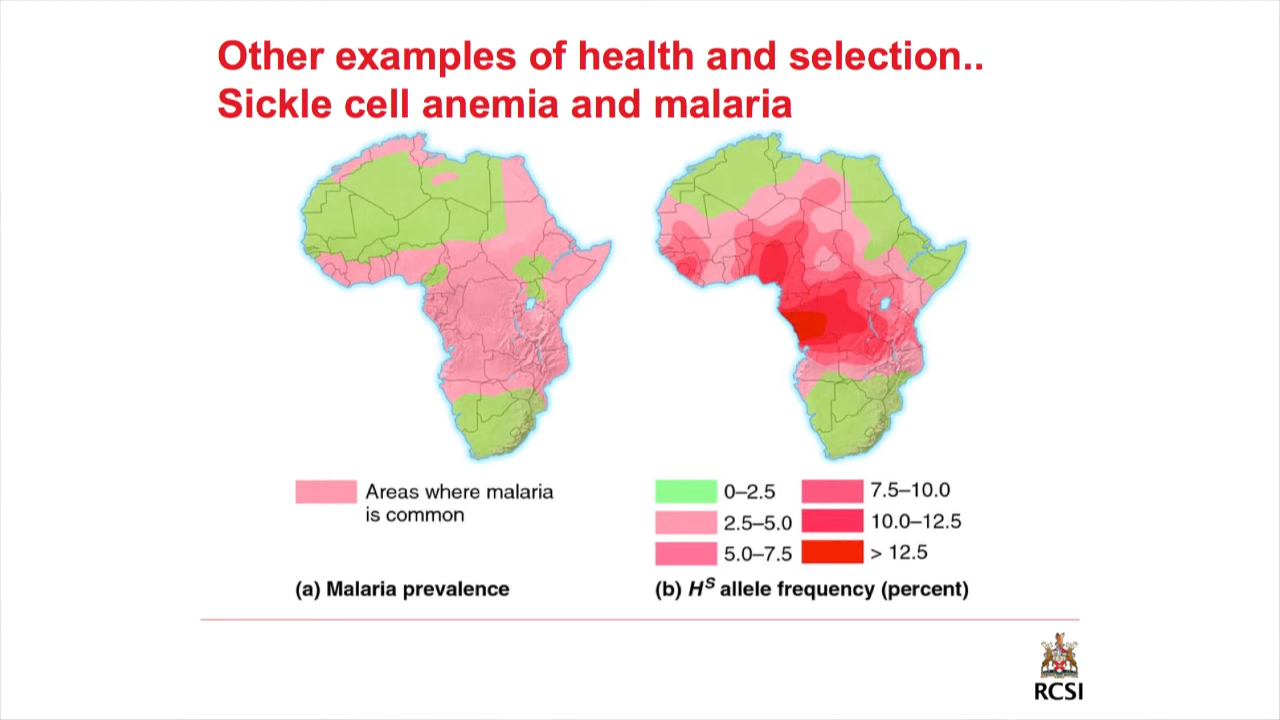 Other examples of health and selection..
Sickle cell anemia and malaria
Areas where malaria
is common
(a) Malaria prevalence
0–2.5
2.5–5.0
5.0–7.5
7.5–10.0
10.0–12.5
> 12.5
(b) Hˢ allele frequency (percent)
RCSI